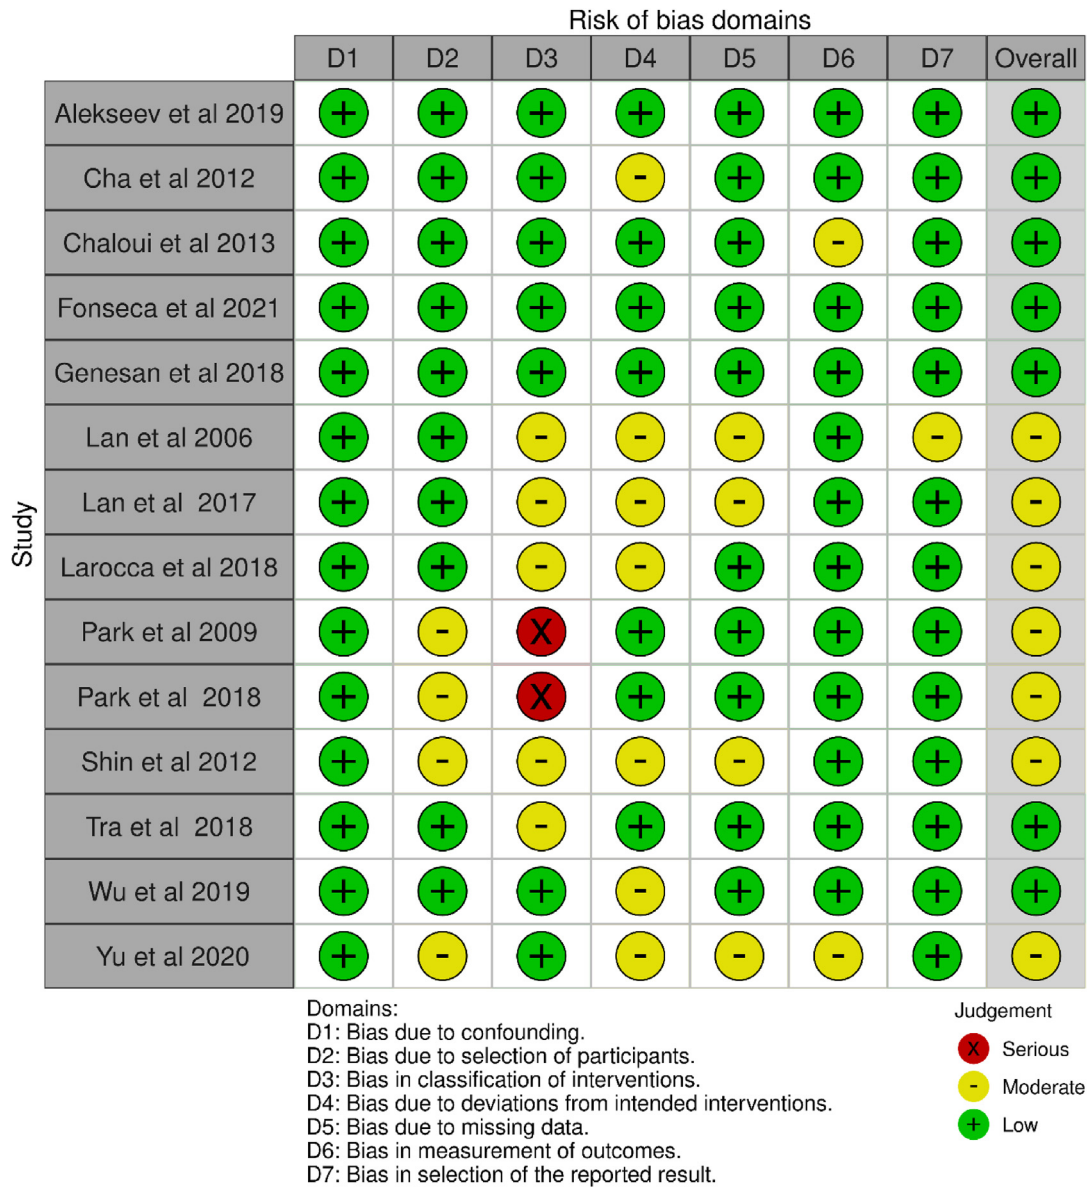 Risk of bias domains
D1 D2 D3 D4 D5 D6 D7 Overall
Study
Alekseev et al 2019 + + + + + + + +
Cha et al 2012 + + + - + + + +
Chaloui et al 2013 + + + + + - + +
Fonseca et al 2021 + + + + + + + +
Genesan et al 2018 + + + + + + + +
Lan et al 2006 + + - - - + - -
Lan et al 2017 + + - - - + + -
Larocca et al 2018 + + - - + + + -
Park et al 2009 + - X + + + + -
Park et al 2018 + - X + + + + -
Shin et al 2012 + - - - - + + -
Tra et al 2018 + + - + + + + +
Wu et al 2019 + + + - + + + +
Yu et al 2020 + - + - - - + -
Domains:
D1: Bias due to confounding.
D2: Bias due to selection of participants.
D3: Bias in classification of interventions.
D4: Bias due to deviations from intended interventions.
D5: Bias due to missing data.
D6: Bias in measurement of outcomes.
D7: Bias in selection of the reported result.
Judgement
X Serious
- Moderate
+ Low